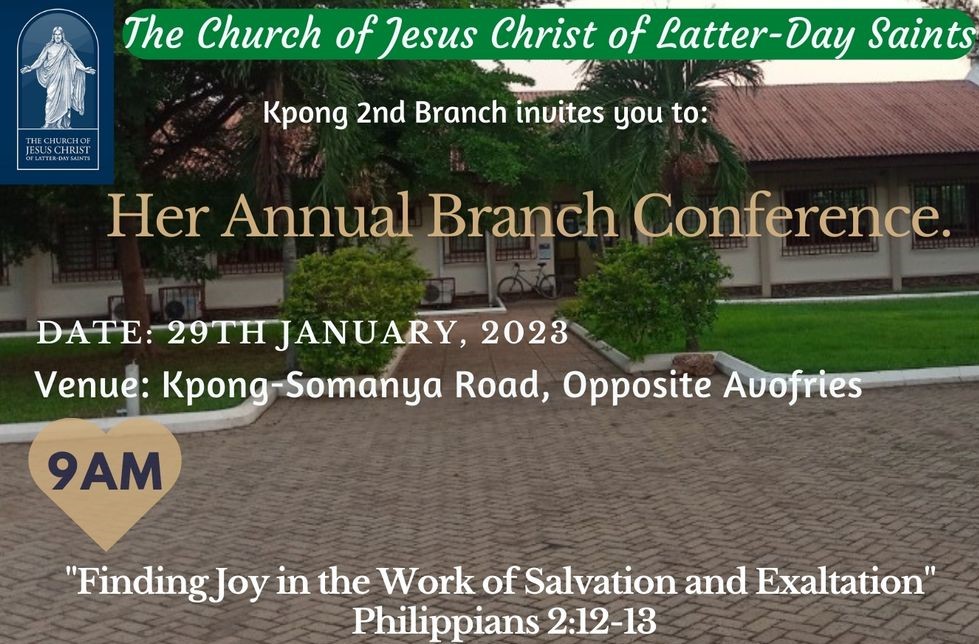 The Church of Jesus Christ of Latter-Day Saints
THE CHURCH OF
JESUS CHRIST
OF LATTER-DAY SAINTS
Kpong 2nd Branch invites you to:
Her Annual Branch Conference.
DATE: 29TH JANUARY, 2023
Venue: Kpong-Somanya Road, Opposite Avofries
9AM
"Finding Joy in the Work of Salvation and Exaltation"
Philippians 2:12-13